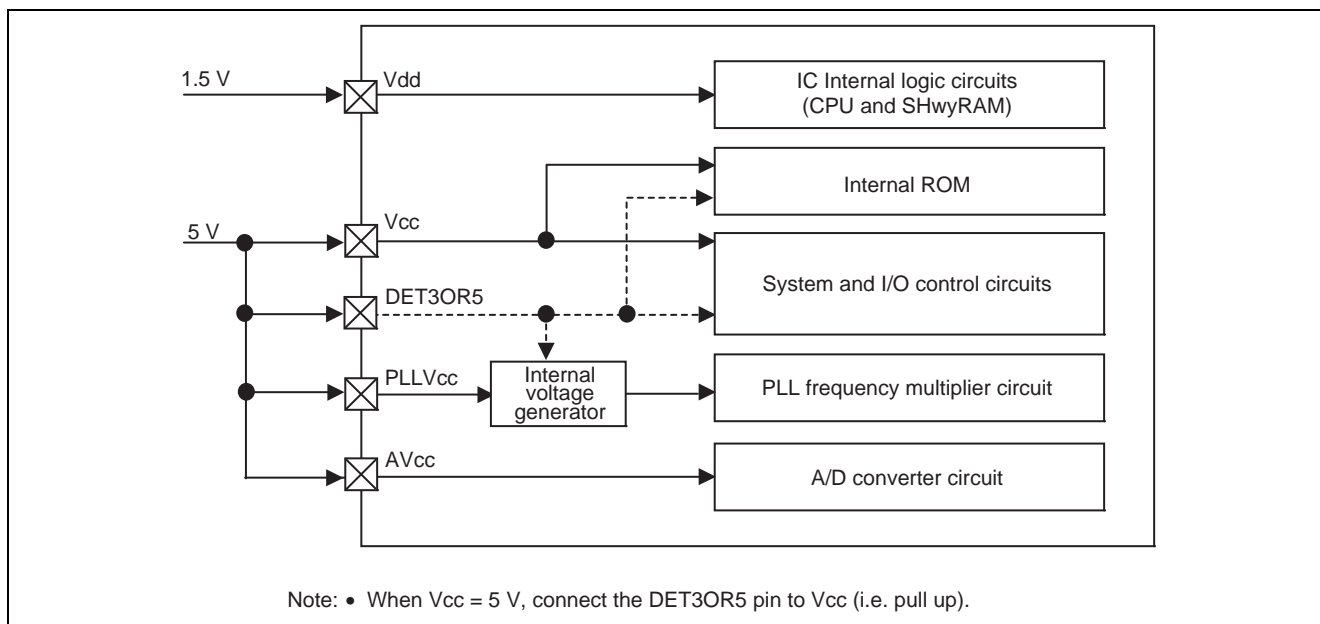 1.5 V
Vdd
IC Internal logic circuits
(CPU and SHwyRAM)
Internal ROM
5 V
Vcc
System and I/O control circuits
DET3OR5
PLLVcc
Internal
voltage
generator
PLL frequency multiplier circuit
AVcc
A/D converter circuit
Note: • When Vcc = 5 V, connect the DET3OR5 pin to Vcc (i.e. pull up).